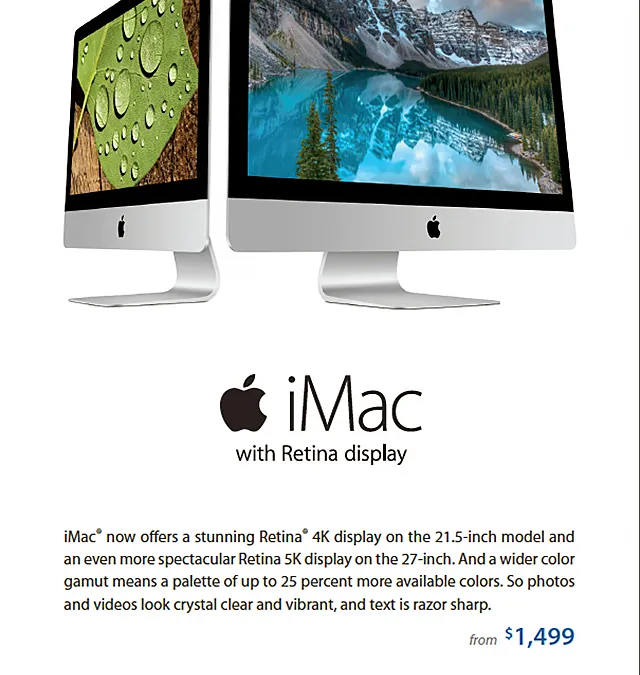 iMac
with Retina display
iMac® now offers a stunning Retina® 4K display on the 21.5-inch model and
an even more spectacular Retina 5K display on the 27-inch. And a wider color
gamut means a palette of up to 25 percent more available colors. So photos
and videos look crystal clear and vibrant, and text is razor sharp.
from $1,499